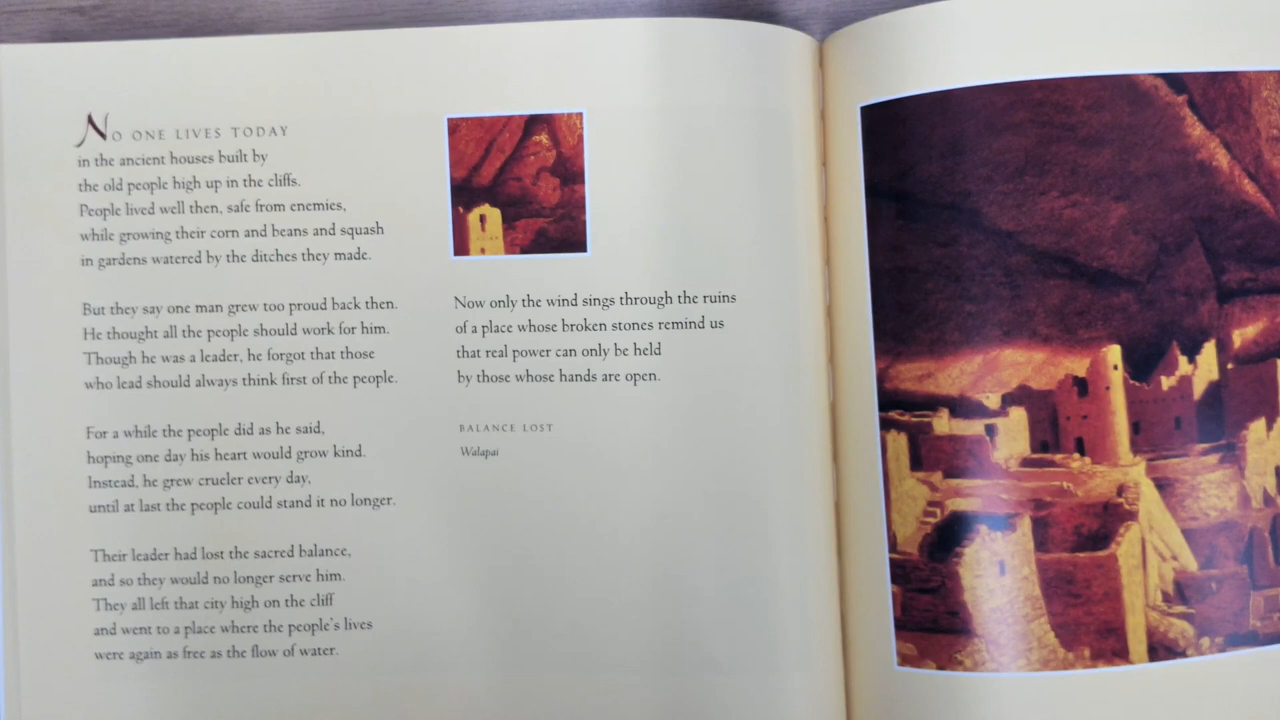 NO ONE LIVES TODAY
in the ancient houses built by
the old people high up in the cliffs.
People lived well then, safe from enemies,
while growing their corn and beans and squash
in gardens watered by the ditches they made.
But they say one man grew too proud back then.
He thought all the people should work for him.
Though he was a leader, he forgot that those
who lead should always think first of the people.
For a while the people did as he said,
hoping one day his heart would grow kind.
Instead, he grew crueler every day,
until at last the people could stand it no longer.
Their leader had lost the sacred balance,
and so they would no longer serve him.
They all left that city high on the cliff
and went to a place where the people's lives
were again as free as the flow of water.
Now only the wind sings through the ruins
of a place whose broken stones remind us
that real power can only be held
by those whose hands are open.
BALANCE LOST
Walapai